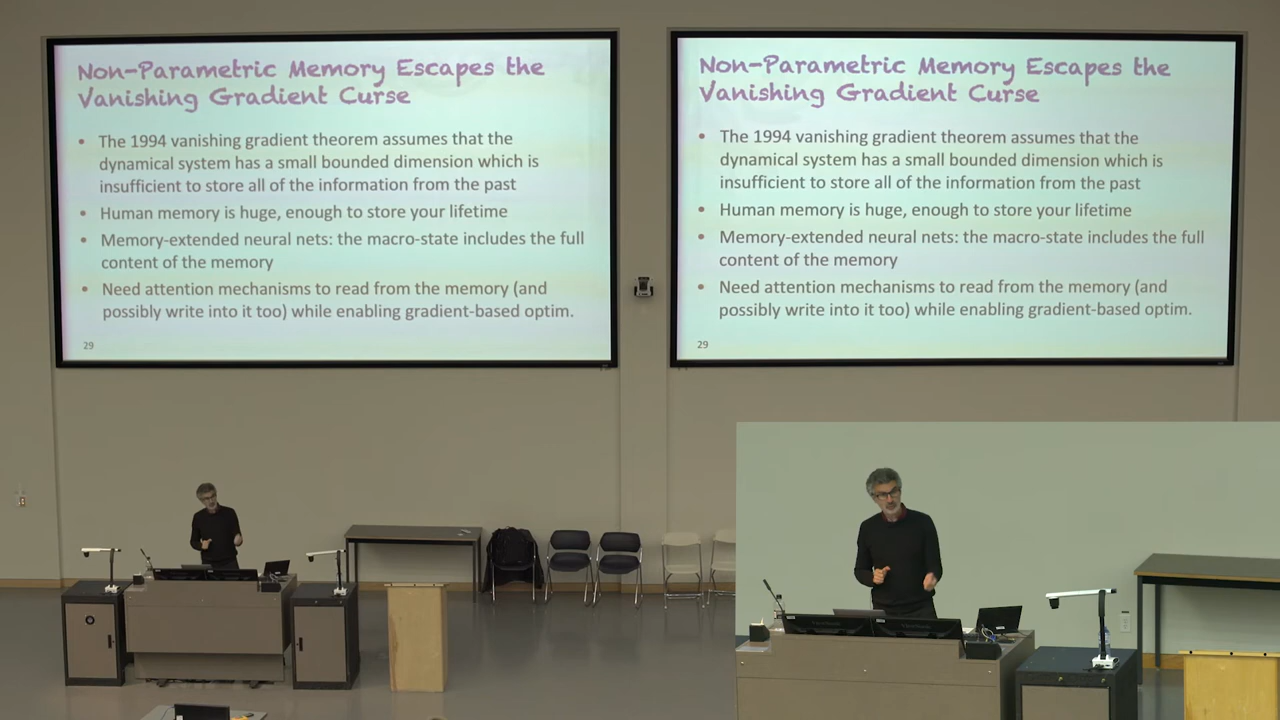 Non-Parametric Memory Escapes the
Vanishing Gradient Curse
• The 1994 vanishing gradient theorem assumes that the
dynamical system has a small bounded dimension which is
insufficient to store all of the information from the past
• Human memory is huge, enough to store your lifetime
• Memory-extended neural nets: the macro-state includes the full
content of the memory
• Need attention mechanisms to read from the memory (and
possibly write into it too) while enabling gradient-based optim.
29
Non-Parametric Memory Escapes the
Vanishing Gradient Curse
• The 1994 vanishing gradient theorem assumes that the
dynamical system has a small bounded dimension which is
insufficient to store all of the information from the past
• Human memory is huge, enough to store your lifetime
• Memory-extended neural nets: the macro-state includes the full
content of the memory
• Need attention mechanisms to read from the memory (and
possibly write into it too) while enabling gradient-based optim.
29